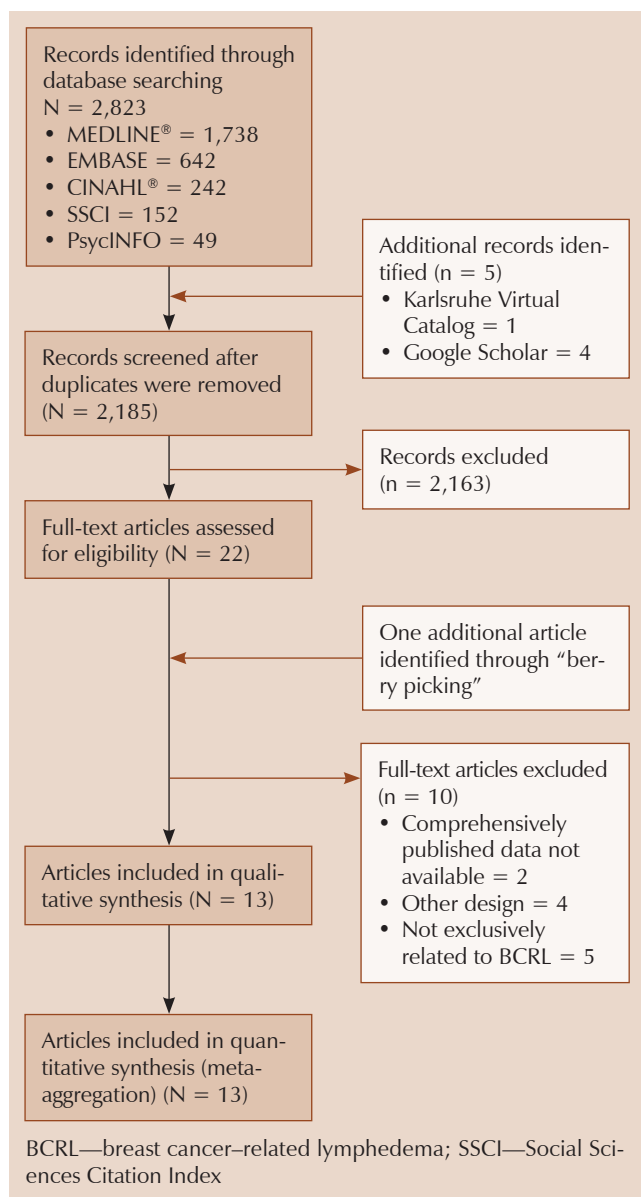 Records identified through
database searching
N = 2,823
• MEDLINE® = 1,738
• EMBASE = 642
• CINAHL® = 242
• SSCI = 152
• PsycINFO = 49
Additional records iden-
tified (n = 5)
• Karlsruhe Virtual
Catalog = 1
• Google Scholar = 4
Records screened after
duplicates were removed
(N = 2,185)
Records excluded
(n = 2,163)
Full-text articles assessed
for eligibility (N = 22)
One additional article
identified through “ber-
ry picking”
Full-text articles excluded
(n = 10)
• Comprehensively
published data not
available = 2
• Other design = 4
• Not exclusively
related to BCRL = 5
Articles included in quali-
tative synthesis (N = 13)
Articles included in quan-
titative synthesis (meta-
aggregation) (N = 13)
BCRL—breast cancer–related lymphedema; SSCI—Social Sci-
ences Citation Index